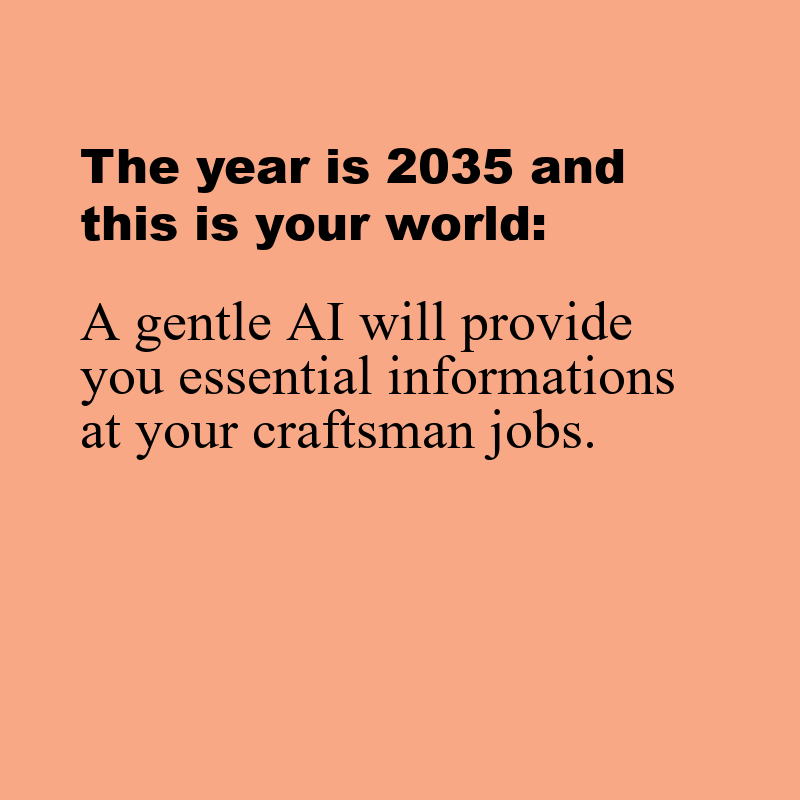 The year is 2035 and
this is your world:
A gentle AI will provide
you essential informations
at your craftsman jobs.